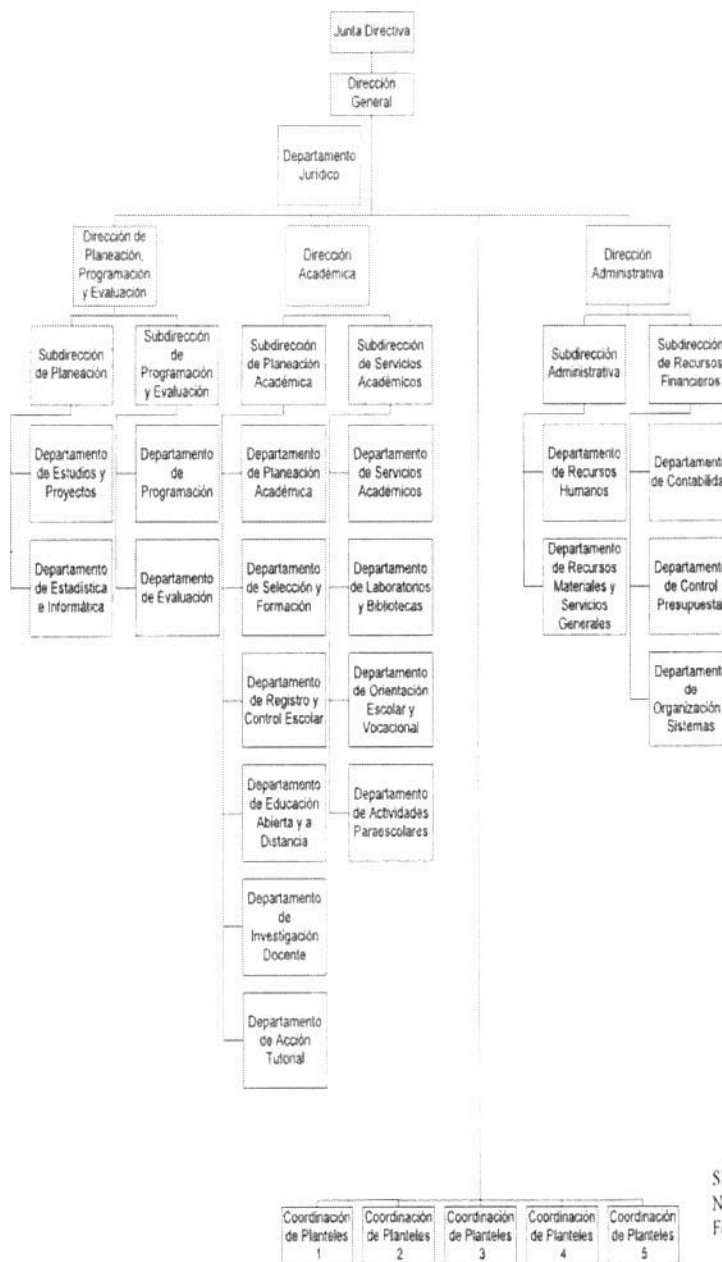 Junta Directiva
Dirección
General
Departamento
Jurídico
Dirección de
Planeación,
Programación
y Evaluación
Dirección
Académica
Dirección
Administrativa
Subdirección
de Planeación
Subdirección
de
Programación
y Evaluación
Subdirección
de Planeación
Académica
Subdirección
de Servicios
Académicos
Subdirección
Administrativa
Subdirección
de Recursos
Financieros
Departamento
de Estudios y
Proyectos
Departamento
de
Programación
Departamento
de Planeación
Académica
Departamento
de Servicios
Académicos
Departamento
de Recursos
Humanos
Departament
de Contabilida
Departamento
de Estadística
e Informática
Departamento
de Evaluación
Departamento
de Selección y
Formación
Departamento
de Laboratorios
y Bibliotecas
Departamento
de Recursos
Materiales y
Servicios
Generales
Departament
de Control
Presupuesta
Departamento
de Registro y
Control Escolar
Departamento
de Orientación
Escolar y
Vocacional
Departament
de
Organización
Sistemas
Departamento
de Educación
Abierta y a
Distancia
Departamento
de Actividades
Paraescolares
Departamento
de
Investigación
Docente
Departamento
de Acción
Tutorial
Coordinación
de Planteles
1
Coordinación
de Planteles
2
Coordinación
de Planteles
3
Coordinación
de Planteles
4
Coordinación
de Planteles
5
S
N
F